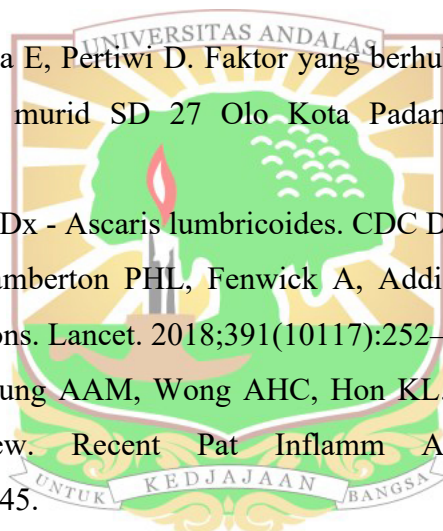 UNIVERSITAS ANDALAS
a E, Pertiwi D. Faktor yang berhu
murid SD 27 Olo Kota Padan
Dx - Ascaris lumbricoides. CDC D
amberton PHL, Fenwick A, Addi
ons. Lancet. 2018;391(10117):252–
ung AAM, Wong AHC, Hon KL.
ew. Recent Pat Inflamm A
45.
UNTUK KEDJAJAAN BANGSA